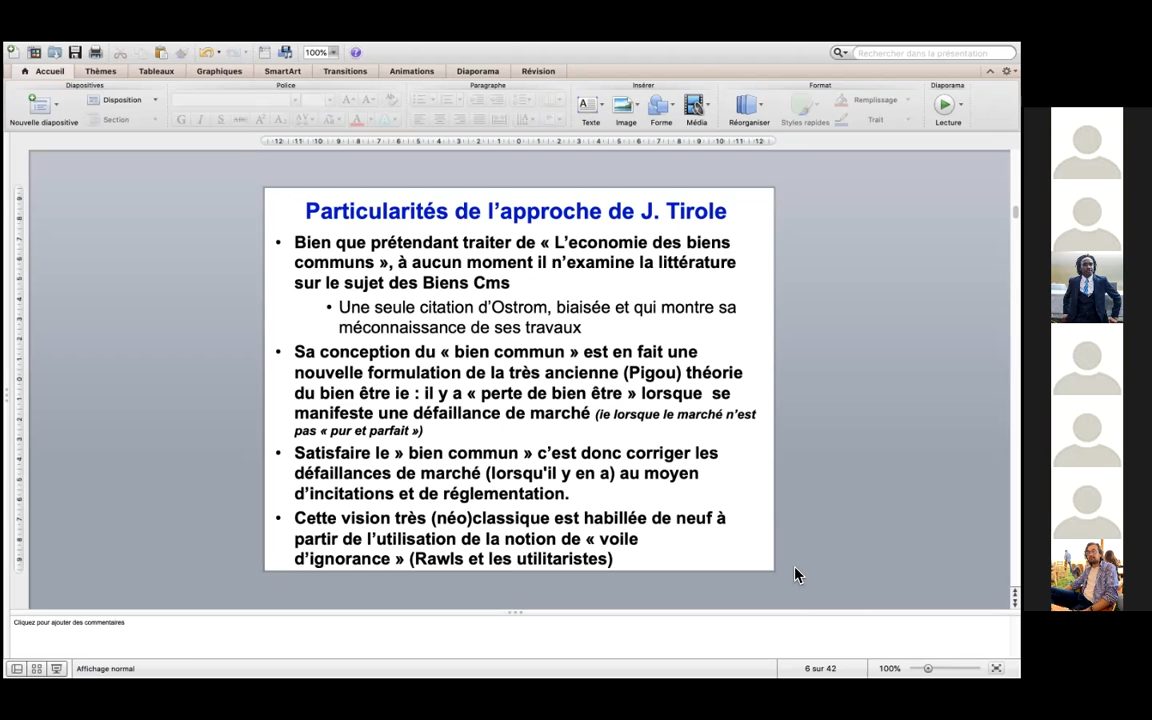 100%
Rechercher dans la présentation
Accueil
Thèmes
Tableaux
Graphiques
SmartArt
Transitions
Animations
Diaporama
Révision
Diapositives
Police
Paragraphe
Insérer
Format
Diaporama
Nouvelle diapositive
Disposition
Section
G I S
Texte
Image
Forme
Média
Réorganiser
Styles rapides
Remplissage
Trait
Lecture
Particularités de l'approche de J. Tirole
• Bien que prétendant traiter de « L'economie des biens
communs », à aucun moment il n'examine la littérature
sur le sujet des Biens Cms
• Une seule citation d'Ostrom, biaisée et qui montre sa
méconnaissance de ses travaux
• Sa conception du « bien commun » est en fait une
nouvelle formulation de la très ancienne (Pigou) théorie
du bien être ie : il y a « perte de bien être » lorsque se
manifeste une défaillance de marché (ie lorsque le marché n'est
pas « pur et parfait »)
• Satisfaire le » bien commun » c'est donc corriger les
défaillances de marché (lorsqu'il y en a) au moyen
d'incitations et de réglementation.
• Cette vision très (néo)classique est habillée de neuf à
partir de l'utilisation de la notion de « voile
d'ignorance » (Rawls et les utilitaristes)
Cliquez pour ajouter des commentaires
Affichage normal
6 sur 42
100%